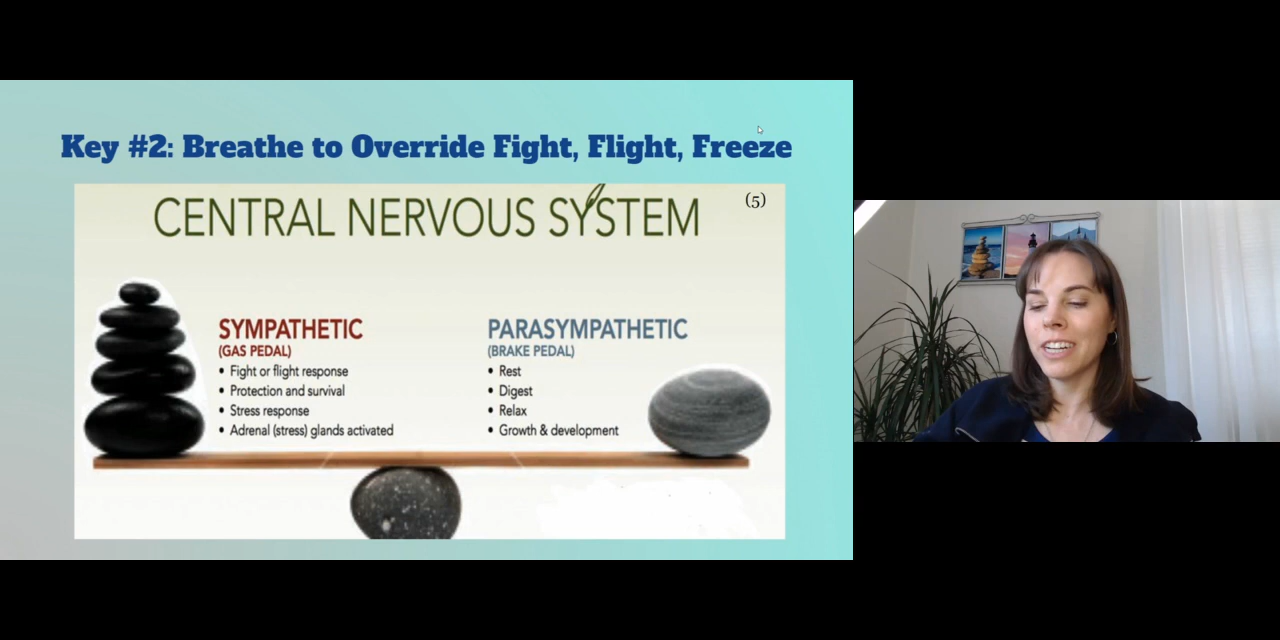 Key #2: Breathe to Override Fight, Flight, Freeze
(5)
CENTRAL NERVOUS SYSTEM
SYMPATHETIC
(GAS PEDAL)
• Fight or flight response
• Protection and survival
• Stress response
• Adrenal (stress) glands activated
PARASYMPATHETIC
(BRAKE PEDAL)
• Rest
• Digest
• Relax
• Growth & development